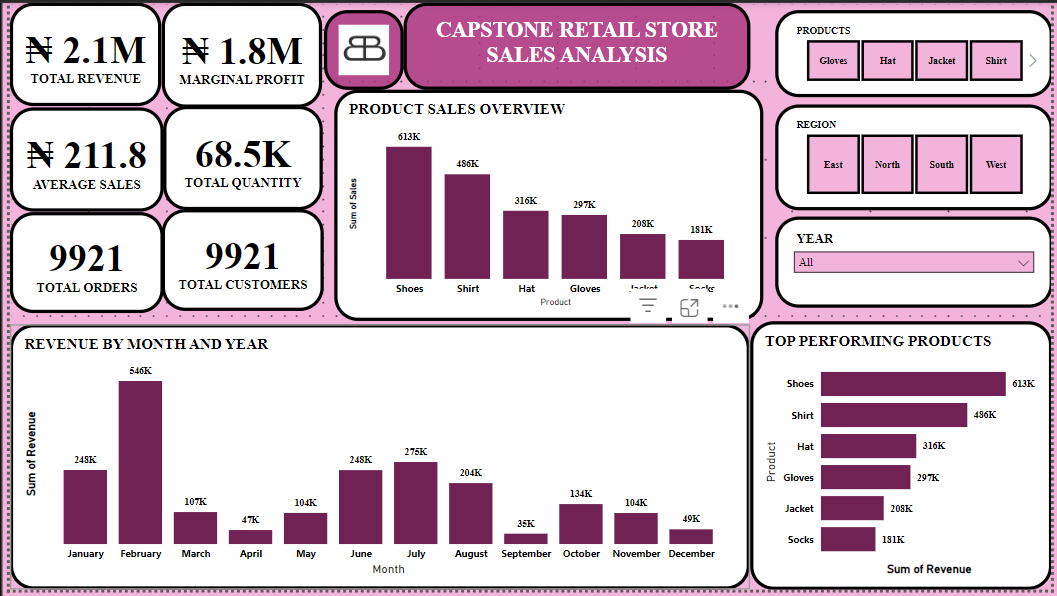 ₦ 2.1M
TOTAL REVENUE
₦ 1.8M
MARGINAL PROFIT
₦ 211.8
AVERAGE SALES
68.5K
TOTAL QUANTITY
9921
TOTAL ORDERS
9921
TOTAL CUSTOMERS
CAPSTONE RETAIL STORE
SALES ANALYSIS
PRODUCTS
Gloves
Hat
Jacket
Shirt
REGION
East
North
South
West
YEAR
All
PRODUCT SALES OVERVIEW
Sum of Sales
613K
486K
316K
297K
208K
181K
Shoes
Shirt
Hat
Gloves
Jacket
Socks
Product
REVENUE BY MONTH AND YEAR
Sum of Revenue
248K
546K
107K
47K
104K
248K
275K
204K
35K
134K
104K
49K
January
February
March
April
May
June
July
August
September
October
November
December
Month
TOP PERFORMING PRODUCTS
Product
Shoes 613K
Shirt 486K
Hat 316K
Gloves 297K
Jacket 208K
Socks 181K
Sum of Revenue